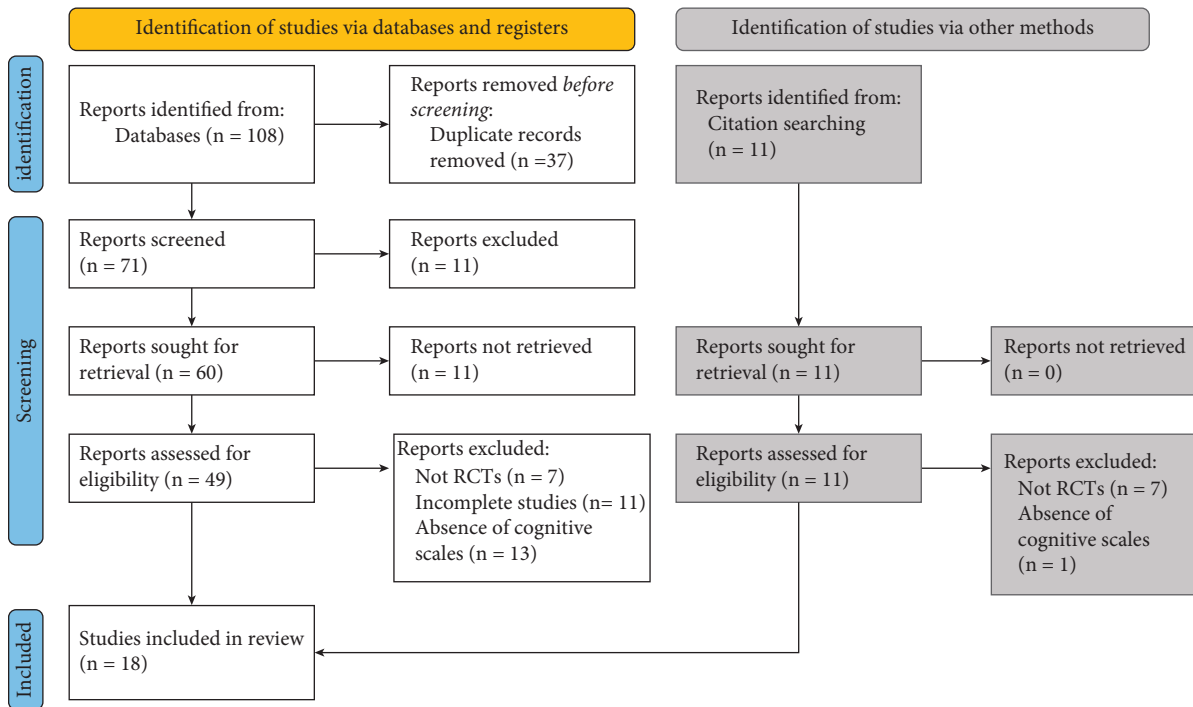 Identification of studies via databases and registers
Identification of studies via other methods
identification
Reports identified from:
Databases (n = 108)
Reports removed before
screening:
Duplicate records
removed (n =37)
Reports identified from:
Citation searching
(n = 11)
Screening
Reports screened
(n = 71)
Reports excluded
(n = 11)
Reports sought for
retrieval (n = 60)
Reports not retrieved
(n = 11)
Reports sought for
retrieval (n = 11)
Reports not retrieved
(n = 0)
Reports assessed for
eligibility (n = 49)
Reports excluded:
Not RCTs (n = 7)
Incomplete studies (n= 11)
Absence of cognitive
scales (n = 13)
Reports assessed for
eligibility (n = 11)
Reports excluded:
Not RCTs (n = 7)
Absence of
cognitive scales
(n = 1)
Included
Studies included in review
(n = 18)